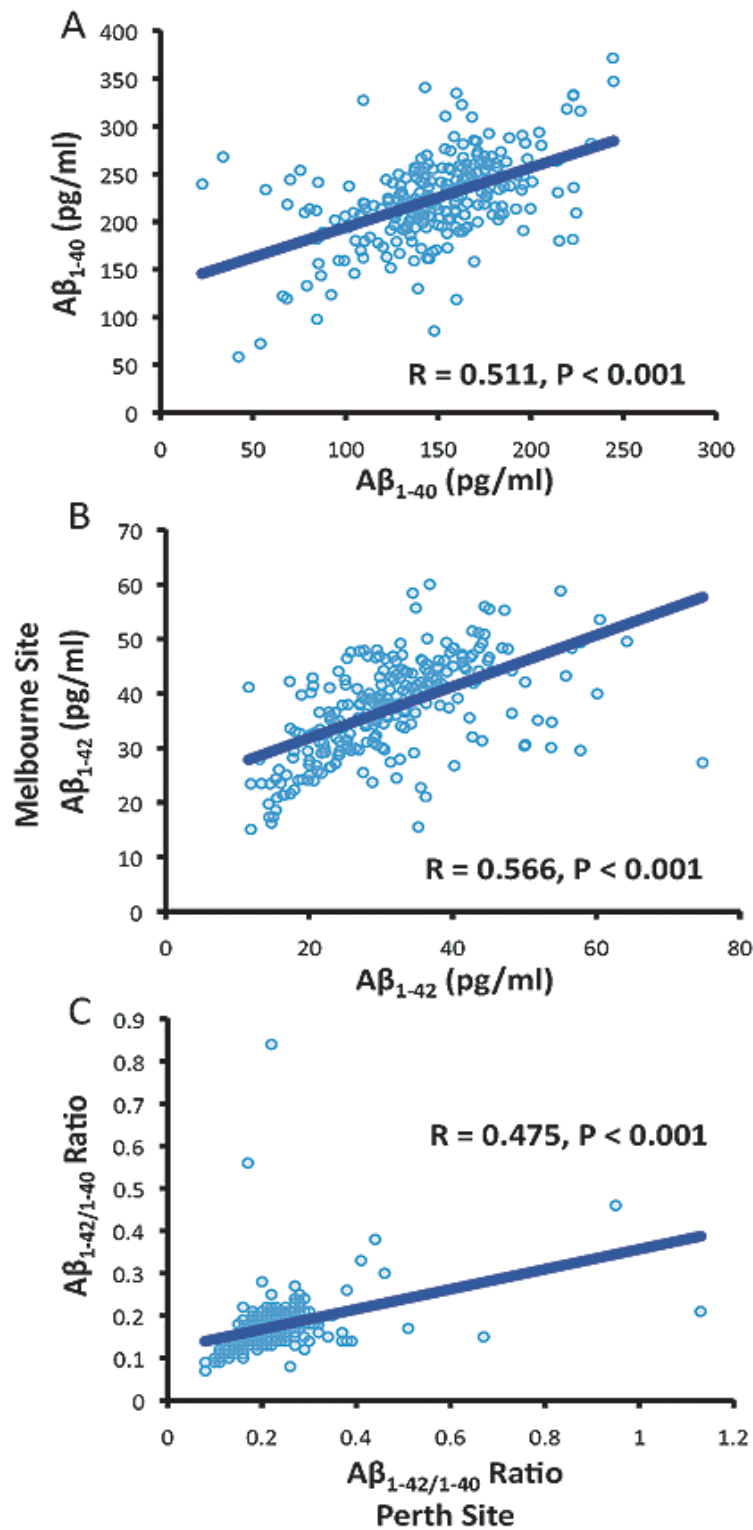 A
400
350
300
250
200
150
100
50
0
Aβ1-40 (pg/ml)
R = 0.511, P < 0.001
0 50 100 150 200 250 300
Aβ1-40 (pg/ml)
B
70
60
50
40
30
20
10
0
Melbourne Site
Aβ1-42 (pg/ml)
R = 0.566, P < 0.001
0 20 40 60 80
Aβ1-42 (pg/ml)
C
0.9
0.8
0.7
0.6
0.5
0.4
0.3
0.2
0.1
0
Aβ1-42/1-40 Ratio
R = 0.475, P < 0.001
0 0.2 0.4 0.6 0.8 1 1.2
Aβ1-42/1-40 Ratio
Perth Site